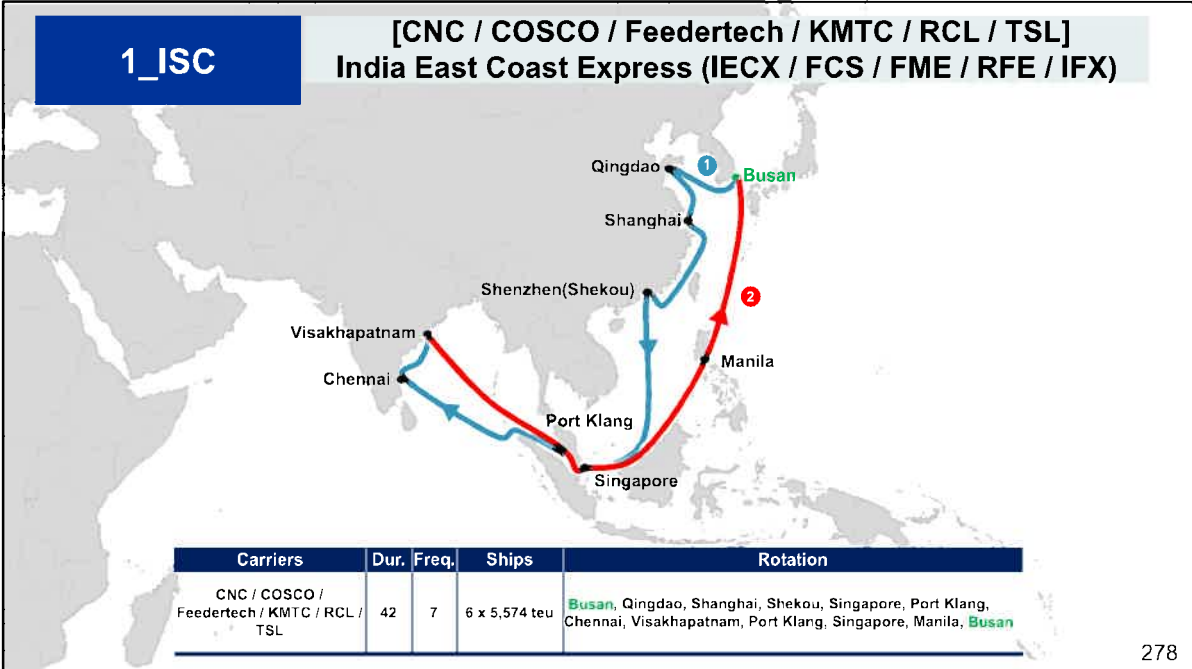 1_ISC
[CNC / COSCO / Feedertech / KMTC / RCL / TSL]
India East Coast Express (IECX / FCS / FME / RFE / IFX)
Qingdao
1
Busan
Shanghai
Shenzhen(Shekou)
2
Visakhapatnam
Manila
Chennai
Port Klang
Singapore
Carriers Dur. Freq. Ships Rotation
CNC / COSCO /
Feedertech / KMTC / RCL /
TSL
42 7 6 x 5,574 teu
Busan, Qingdao, Shanghai, Shekou, Singapore, Port Klang,
Chennai, Visakhapatnam, Port Klang, Singapore, Manila, Busan
278